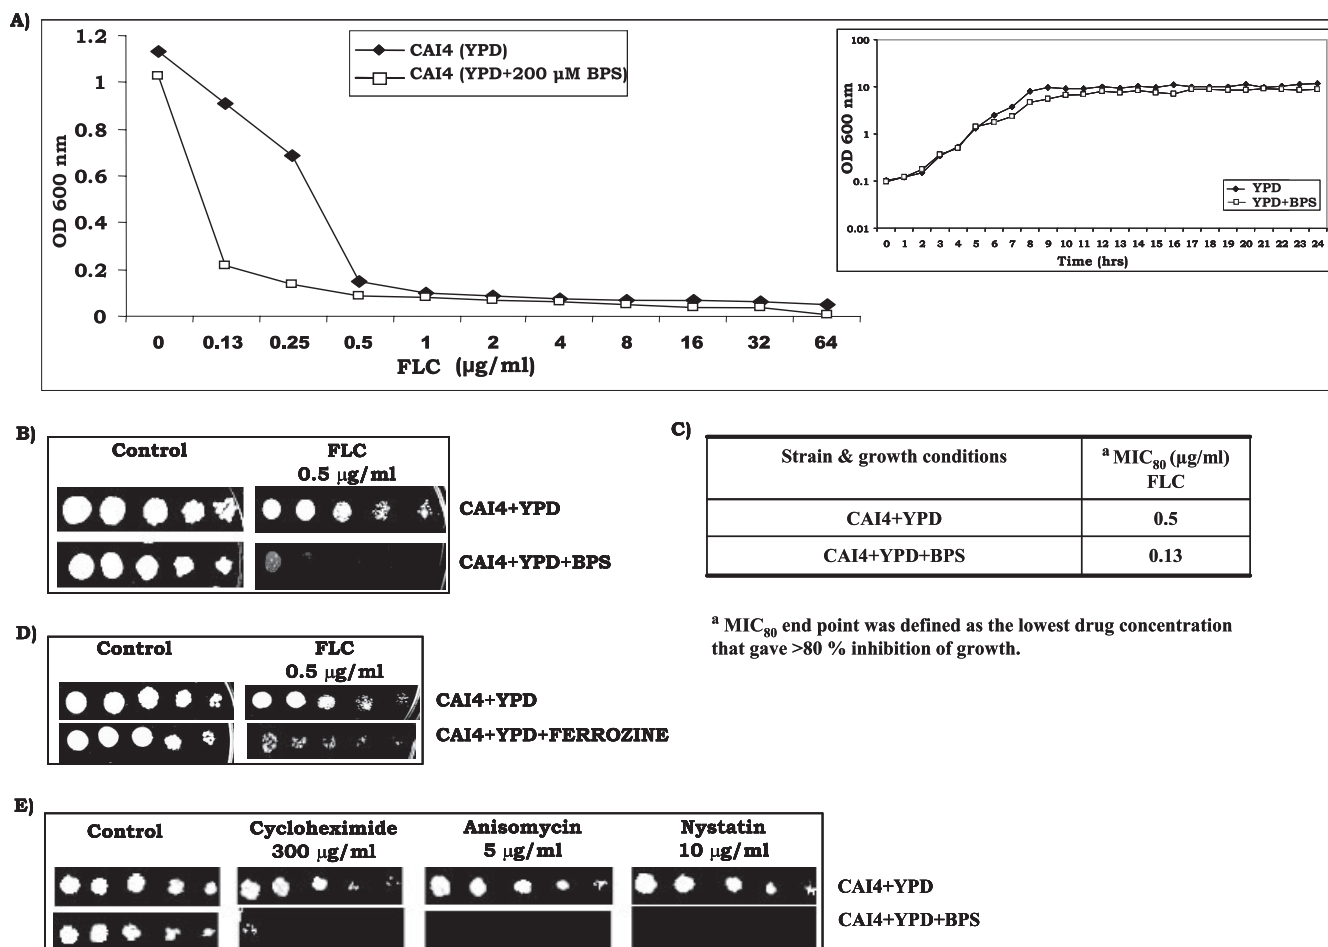 A)
1.2
1
0.8
0.6
0.4
0.2
0
OD 600 nm
0 0.13 0.25 0.5 1 2 4 8 16 32 64
FLC (µg/ml)
CAI4 (YPD)
CAI4 (YPD+200 µM BPS)
100
10
1
0.1
0.01
OD 600 nm
YPD
YPD+BPS
0 1 2 3 4 5 6 7 8 9 10 11 12 13 14 15 16 17 18 19 20 21 22 23 24
Time (hrs)
B)
Control FLC
0.5 µg/ml
CAI4+YPD
CAI4+YPD+BPS
C)
Strain & growth conditions a MIC80 (µg/ml)
FLC
CAI4+YPD 0.5
CAI4+YPD+BPS 0.13
a MIC80 end point was defined as the lowest drug concentration
that gave >80 % inhibition of growth.
D)
Control FLC
0.5 µg/ml
CAI4+YPD
CAI4+YPD+FERROZINE
E)
Control Cycloheximide Anisomycin Nystatin
300 µg/ml 5 µg/ml 10 µg/ml
CAI4+YPD
CAI4+YPD+BPS